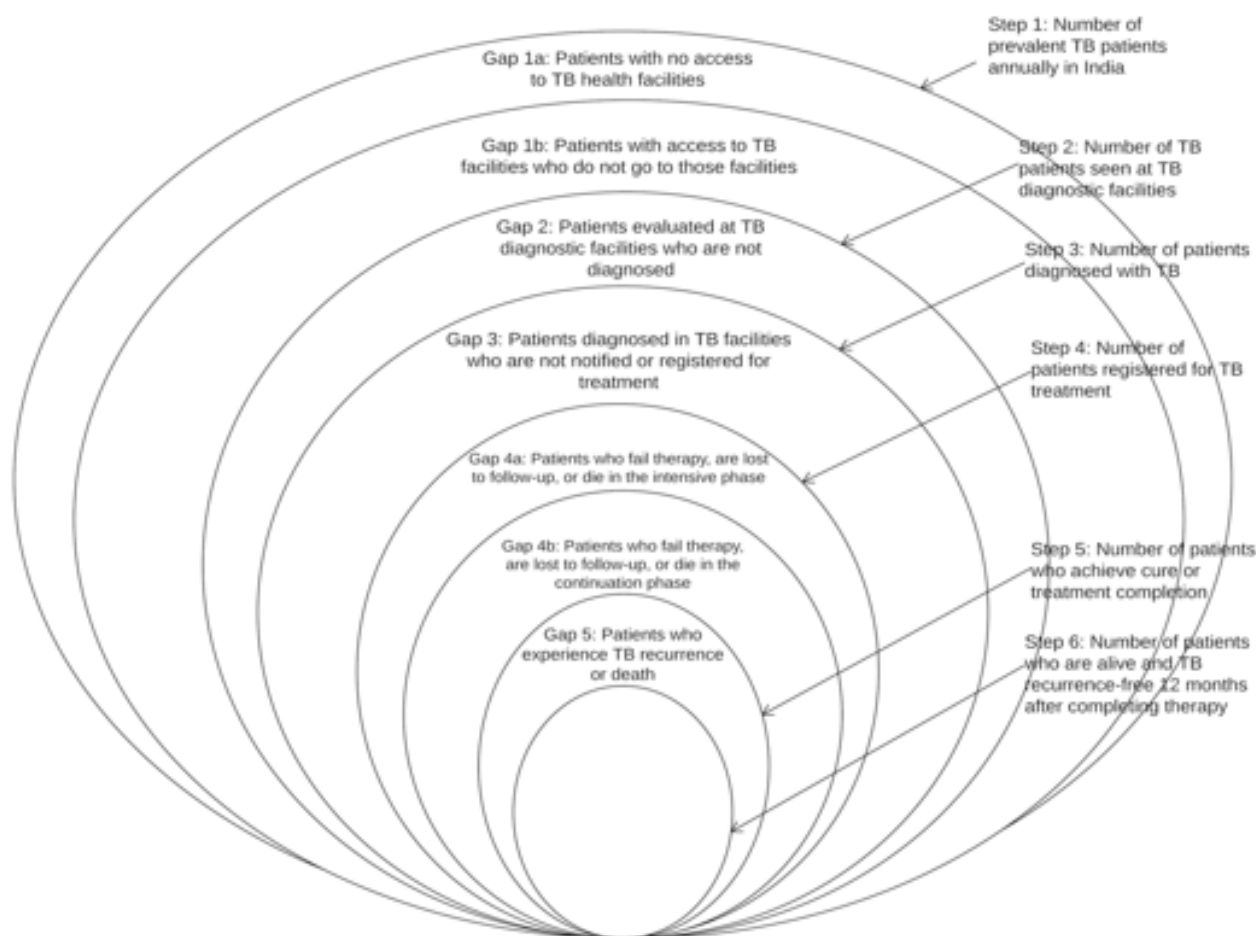 Step 1: Number of
prevalent TB patients
annually in India
Gap 1a: Patients with no access
to TB health facilities
Gap 1b: Patients with access to TB
facilities who do not go to those facilities
Step 2: Number of TB
patients seen at TB
diagnostic facilities
Gap 2: Patients evaluated at TB
diagnostic facilities who are not
diagnosed
Step 3: Number of patients
diagnosed with TB
Gap 3: Patients diagnosed in TB facilities
who are not notified or registered for
treatment
Step 4: Number of
patients registered for TB
treatment
Gap 4a: Patients who fail therapy, are lost
to follow-up, or die in the intensive phase
Gap 4b: Patients who fail therapy,
are lost to follow-up, or die in the
continuation phase
Step 5: Number of patients
who achieve cure or
treatment completion
Gap 5: Patients who
experience TB recurrence
or death
Step 6: Number of patients
who are alive and TB
recurrence-free 12 months
after completing therapy